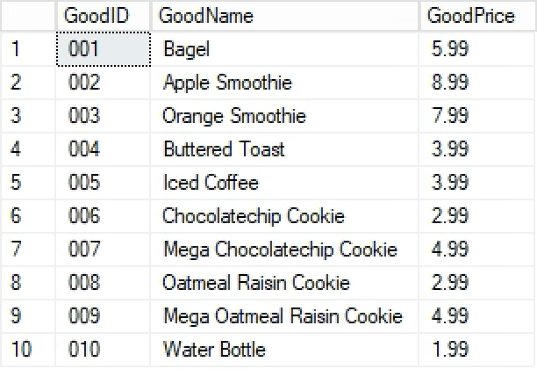 GoodID GoodName GoodPrice
1 001 Bagel 5.99
2 002 Apple Smoothie 8.99
3 003 Orange Smoothie 7.99
4 004 Buttered Toast 3.99
5 005 Iced Coffee 3.99
6 006 Chocolatechip Cookie 2.99
7 007 Mega Chocolatechip Cookie 4.99
8 008 Oatmeal Raisin Cookie 2.99
9 009 Mega Oatmeal Raisin Cookie 4.99
10 010 Water Bottle 1.99